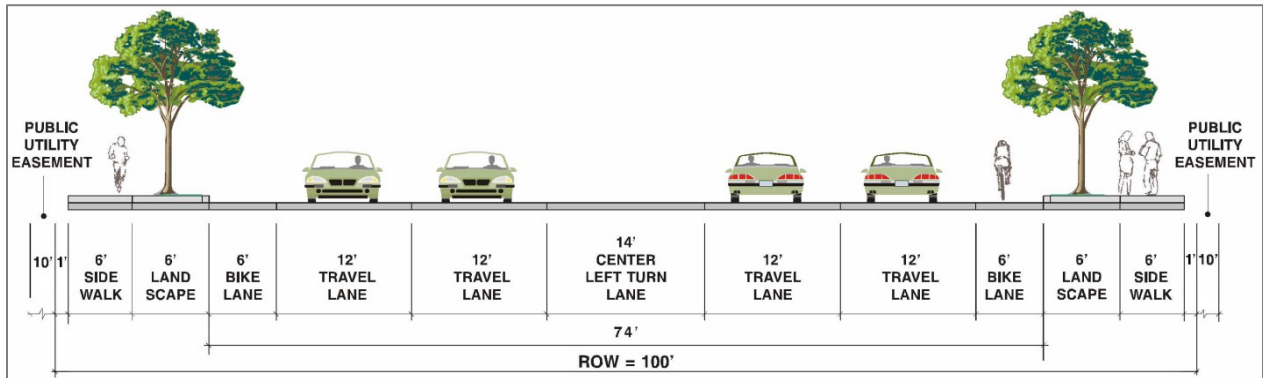 PUBLIC
UTILITY
EASEMENT
PUBLIC
UTILITY
EASEMENT
10'
1'
6'
SIDE
WALK
6'
LAND
SCAPE
6'
BIKE
LANE
12'
TRAVEL
LANE
12'
TRAVEL
LANE
14'
CENTER
LEFT TURN
LANE
12'
TRAVEL
LANE
12'
TRAVEL
LANE
6'
BIKE
LANE
6'
LAND
SCAPE
6'
SIDE
WALK
1'
10'
74'
ROW = 100'